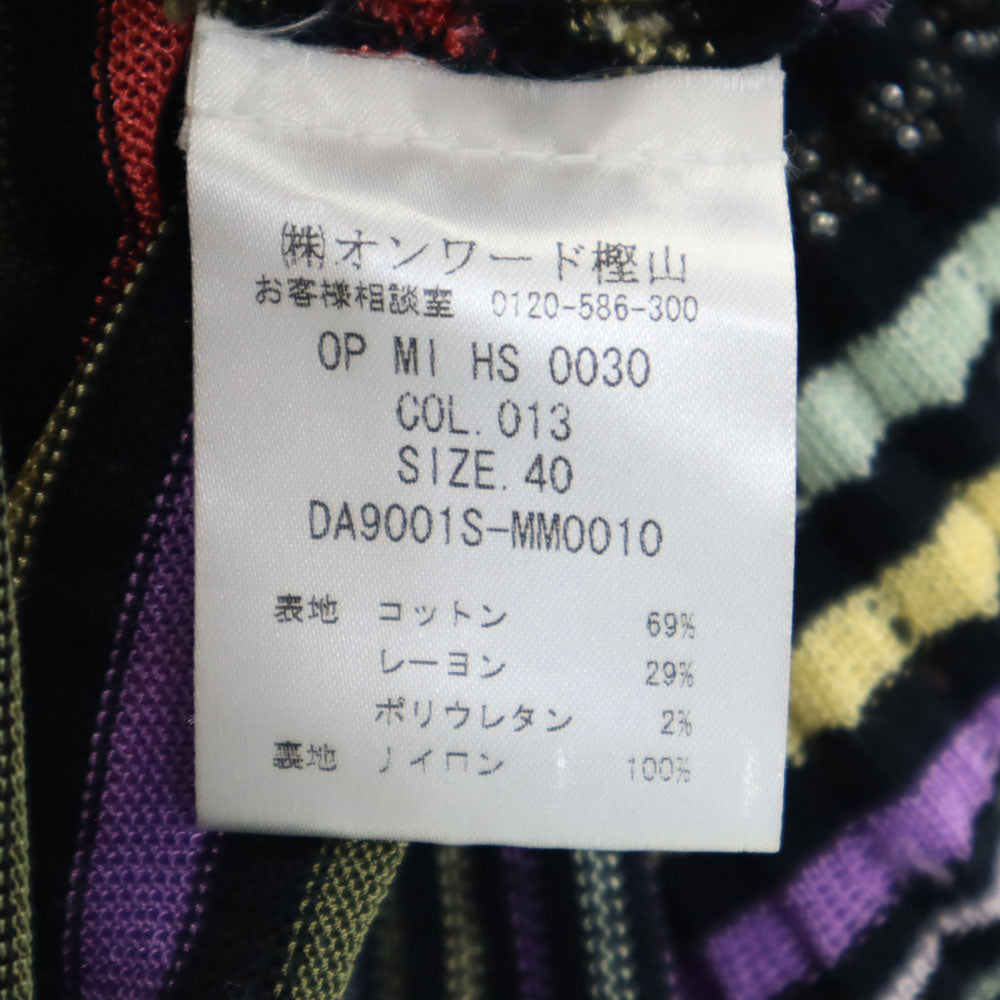 ㈱オンワード樫山
お客様相談室 0120-586-300
OP MI HS 0030
COL.013
SIZE.40
DA9001S-MM0010
表地 コットン 69%
レーヨン 29%
ポリウレタン 2%
裏地 ナイロン 100%